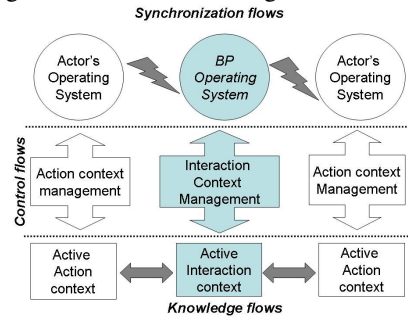 Synchronization flows
Actor's
Operating
System
BP
Operating
System
Actor's
Operating
System
Control flows
Action context
management
Interaction
Context
Management
Action context
Management
Active
Action
context
Active
Interaction
context
Active
Action
context
Knowledge flows